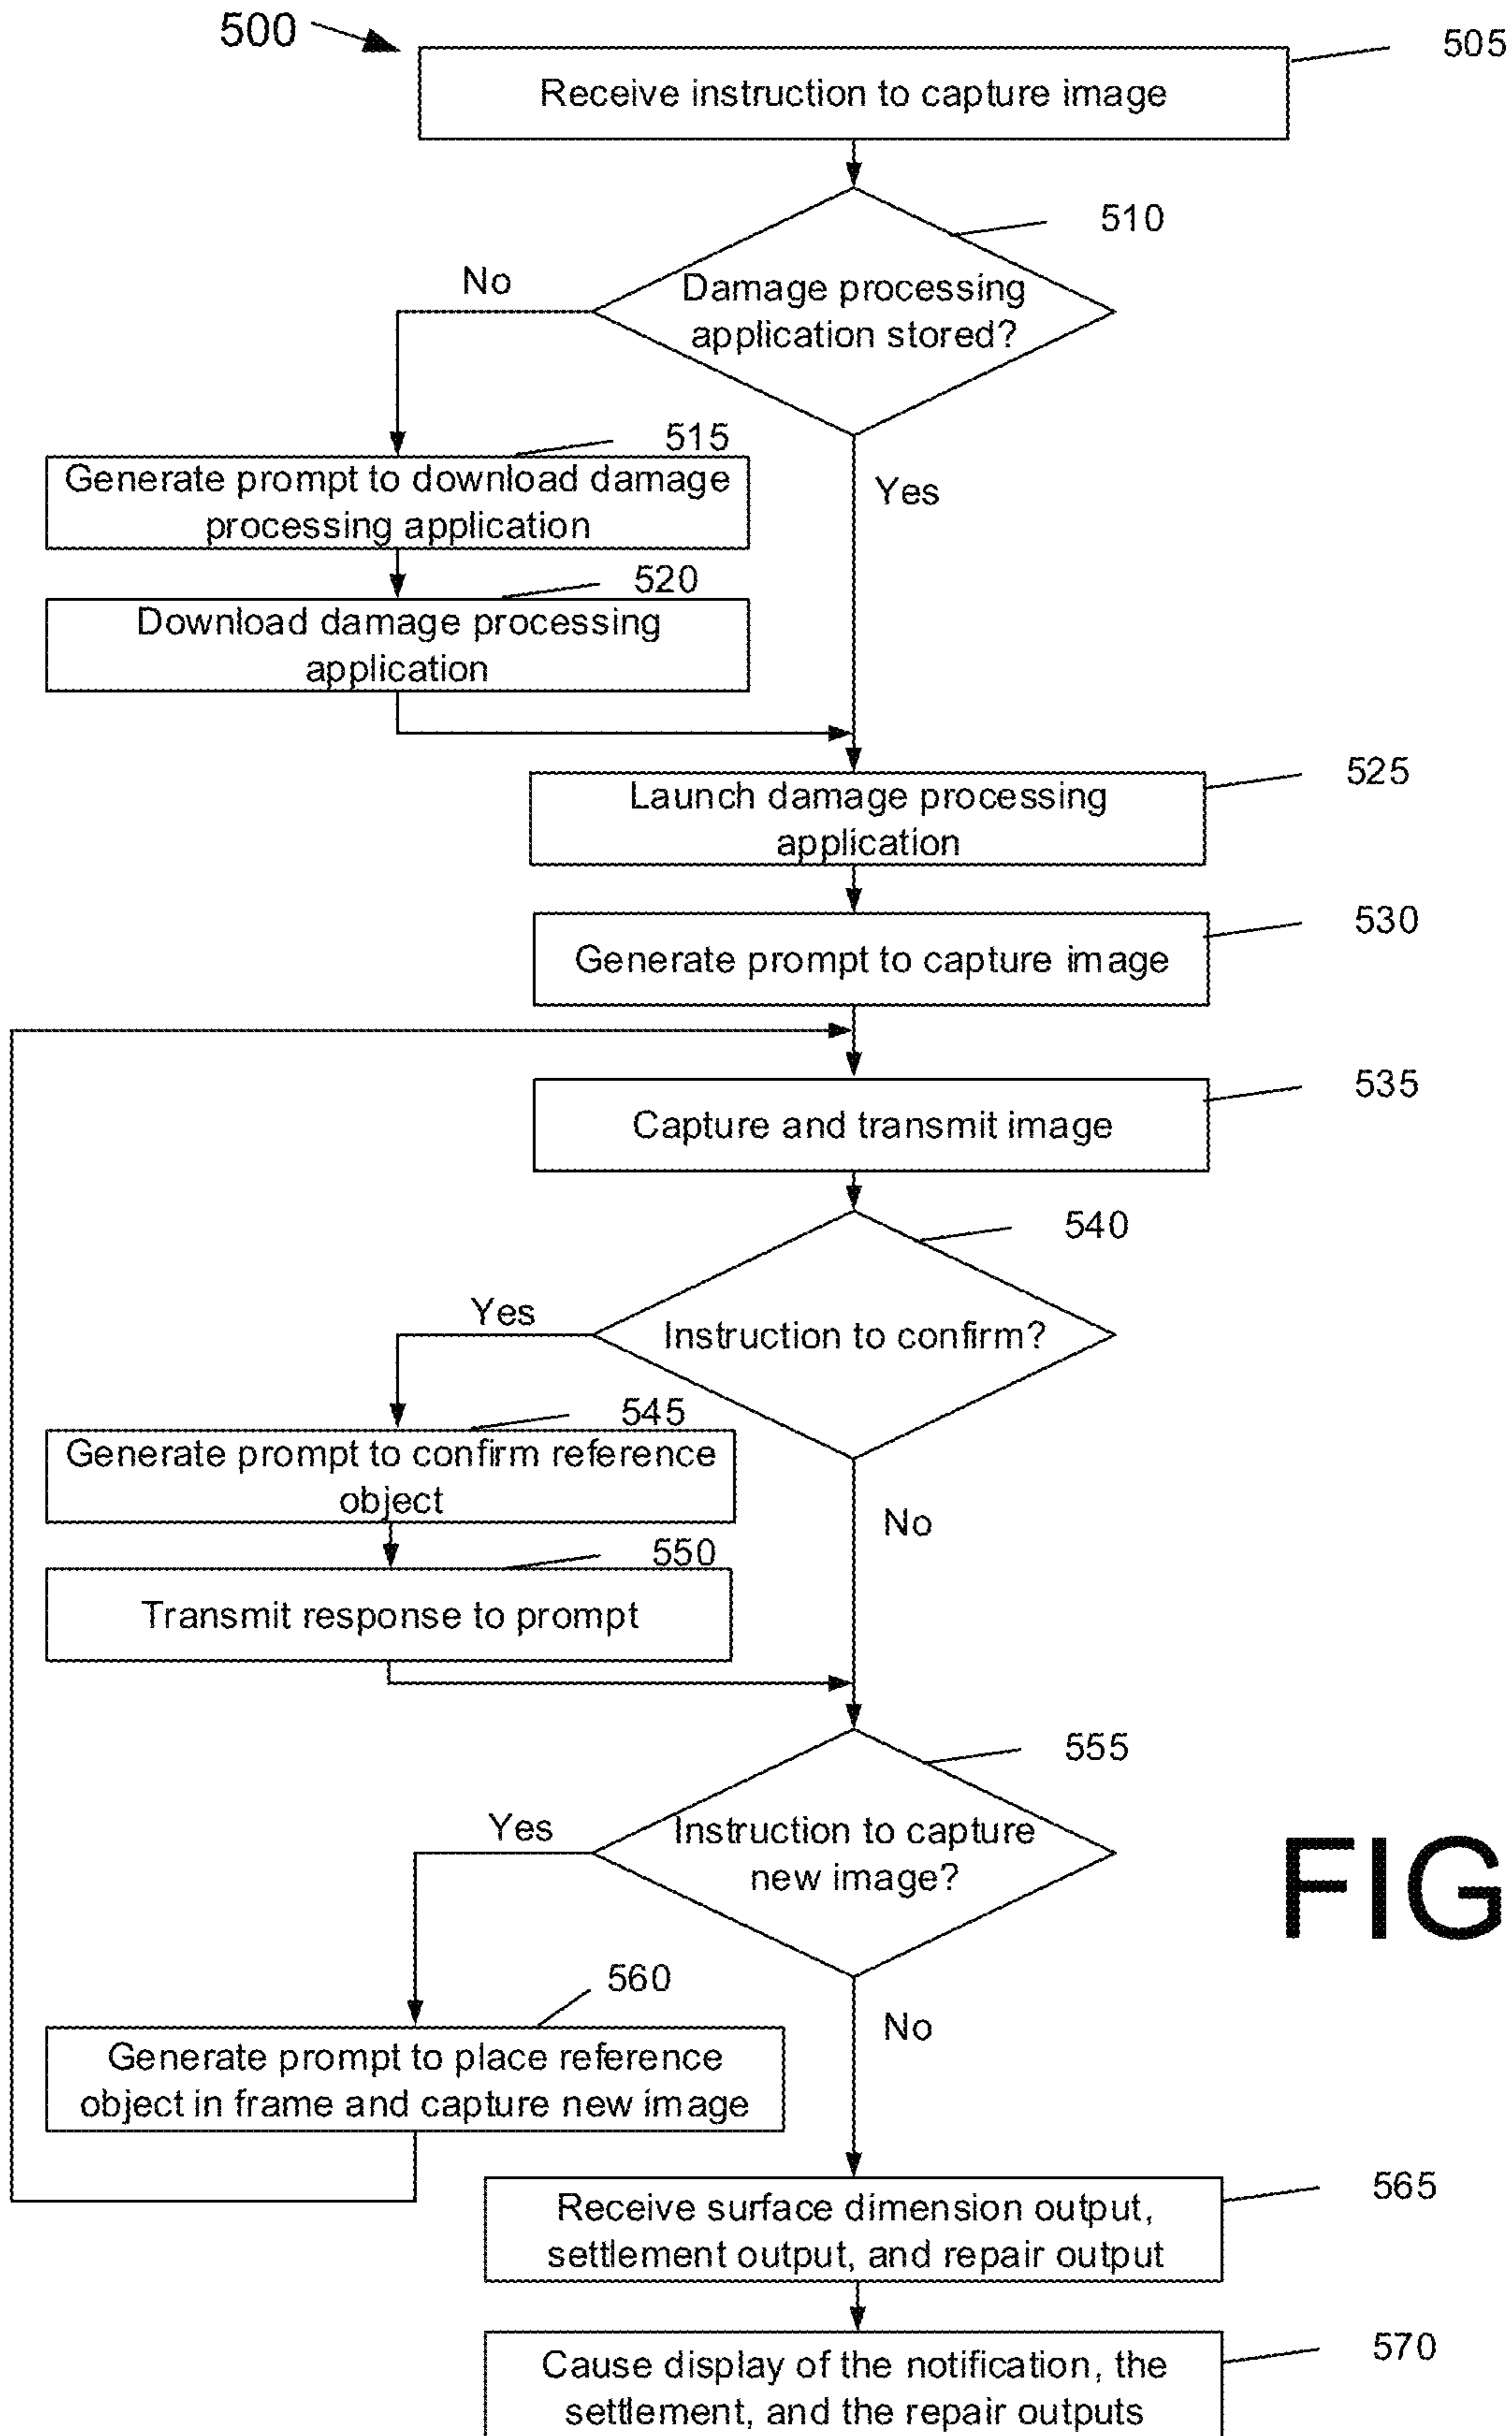 500
505
Receive instruction to capture image
510
Damage processing
application stored?
No
Yes
515
Generate prompt to download damage
processing application
520
Download damage processing
application
525
Launch damage processing
application
530
Generate prompt to capture image
535
Capture and transmit image
540
Instruction to confirm?
Yes
No
545
Generate prompt to confirm reference
object
550
Transmit response to prompt
555
Instruction to capture
new image?
Yes
No
FIG
560
Generate prompt to place reference
object in frame and capture new image
565
Receive surface dimension output,
settlement output, and repair output
570
Cause display of the notification, the
settlement, and the repair outputs